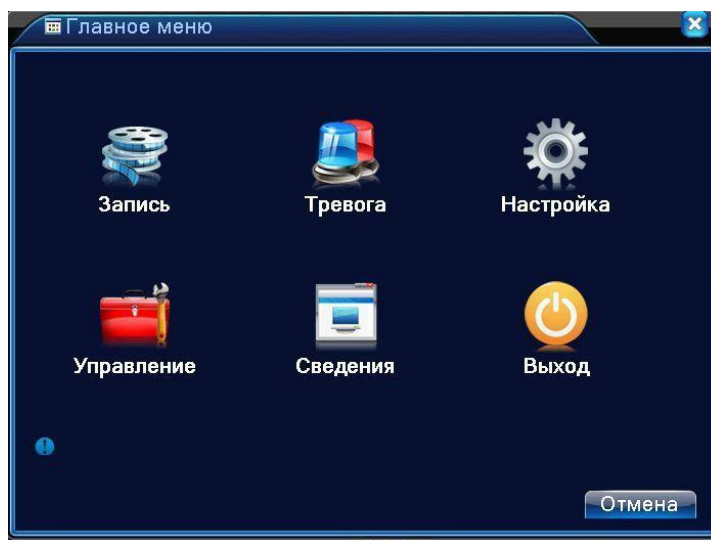 Главное меню
Запись
Тревога
Настройка
Управление
Сведения
Выход
Отмена